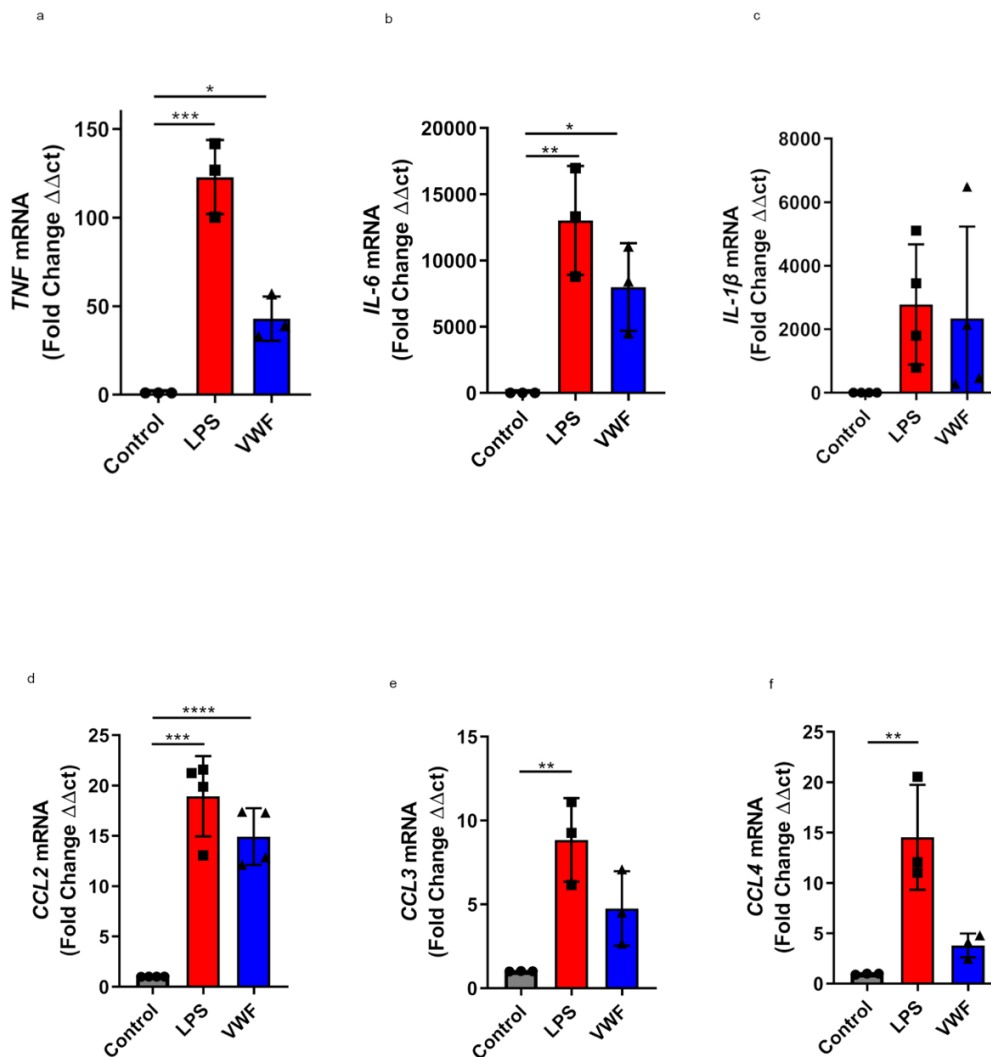 a
TNF mRNA
(Fold Change ΔΔct)
150
100
50
0
***
*
Control
LPS
VWF
b
IL-6 mRNA
(Fold Change ΔΔct)
20000
15000
10000
5000
0
**
*
Control
LPS
VWF
c
IL-1β mRNA
(Fold Change ΔΔct)
8000
6000
4000
2000
0
Control
LPS
VWF
d
CCL2 mRNA
(Fold Change ΔΔct)
25
20
15
10
5
0
***
****
Control
LPS
VWF
e
CCL3 mRNA
(Fold Change ΔΔct)
15
10
5
0
**
Control
LPS
VWF
f
CCL4 mRNA
(Fold Change ΔΔct)
25
20
15
10
5
0
**
Control
LPS
VWF